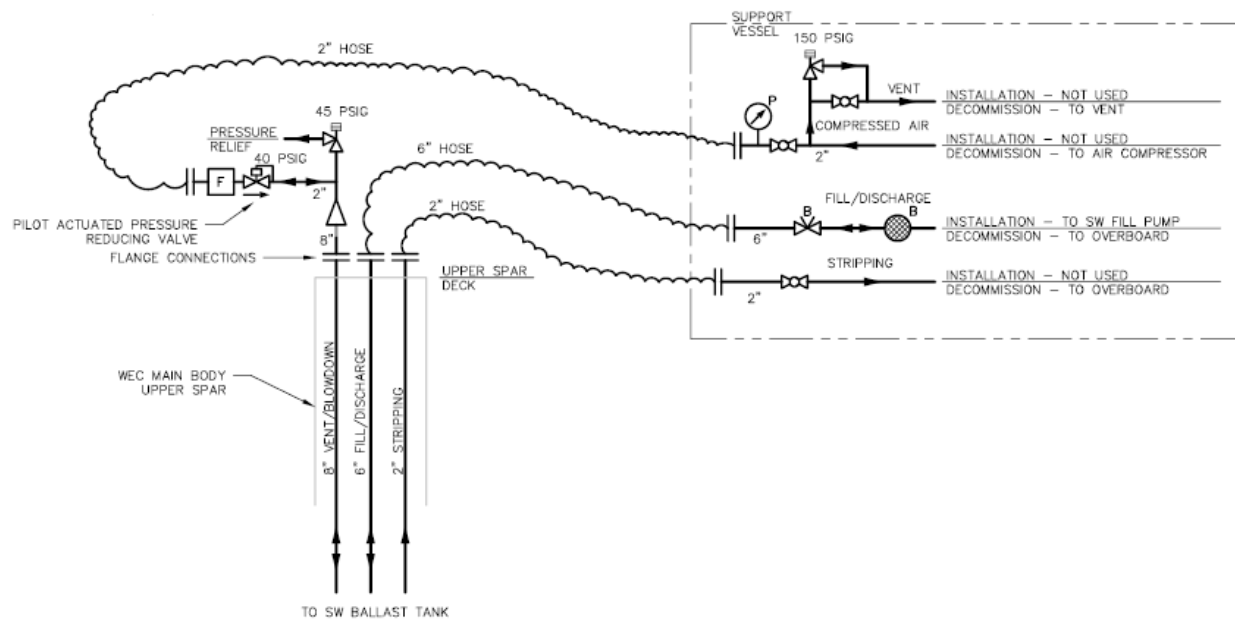 SUPPORT
VESSEL
150 PSIG
2" HOSE
VENT
INSTALLATION - NOT USED
DECOMMISSION - TO VENT
P
45 PSIG
COMPRESSED AIR
INSTALLATION - NOT USED
DECOMMISSION - TO AIR COMPRESSOR
2"
PRESSURE
RELIEF
40 PSIG
6" HOSE
F
2"
2" HOSE
FILL/DISCHARGE
B
B
INSTALLATION - TO SW FILL PUMP
DECOMMISSION - TO OVERBOARD
6"
PILOT ACTUATED PRESSURE
REDUCING VALVE
8"
FLANGE CONNECTIONS
UPPER SPAR
DECK
STRIPPING
INSTALLATION - NOT USED
DECOMMISSION - TO OVERBOARD
2"
WEC MAIN BODY
UPPER SPAR
8" VENT/BLOWDOWN
6" FILL/DISCHARGE
2" STRIPPING
TO SW BALLAST TANK